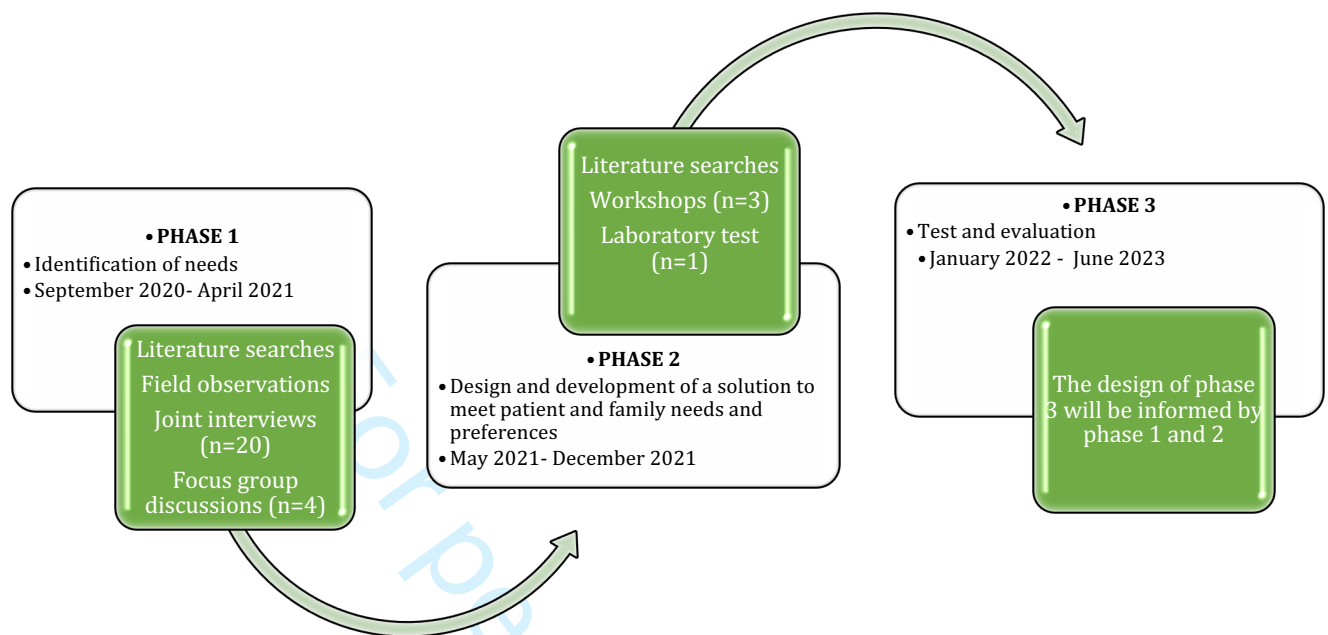 • PHASE 1
• Identification of needs
• September 2020- April 2021
Literature searches
Field observations
Joint interviews
(n=20)
Focus group
discussions (n=4)
Literature searches
Workshops (n=3)
Laboratory test
(n=1)
• PHASE 2
• Design and development of a solution to
meet patient and family needs and
preferences
• May 2021- December 2021
• PHASE 3
• Test and evaluation
• January 2022 - June 2023
The design of phase
3 will be informed by
phase 1 and 2